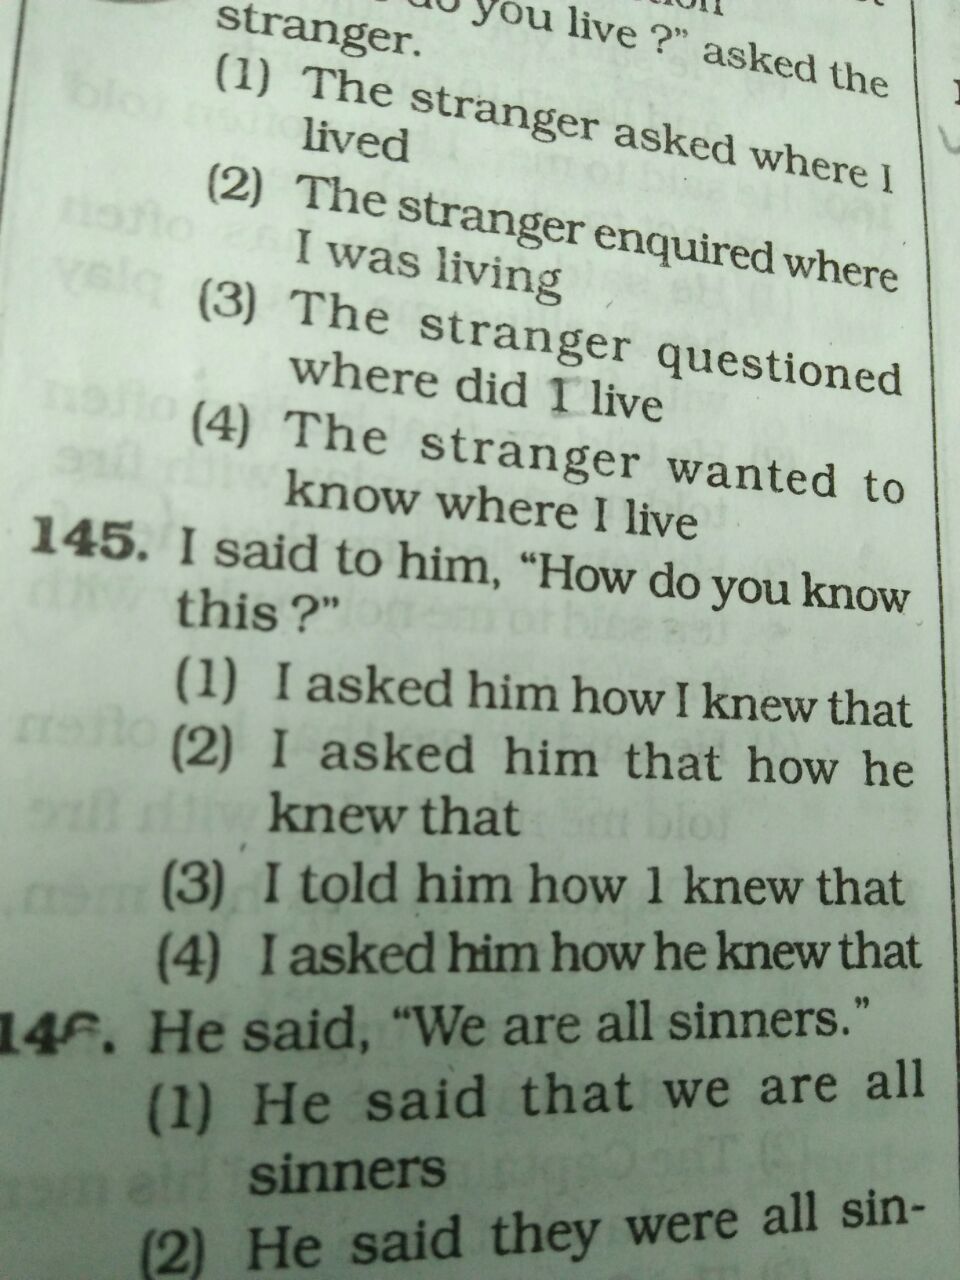 you live ?" asked the
stranger.
(1) The stranger asked where I
lived
(2) The stranger enquired where
I was living
(3) The stranger questioned
where did I live
(4) The stranger wanted to
know where I live
145. I said to him, "How do you know
this ?"
(1) I asked him how I knew that
(2) I asked him that how he
knew that
(3) I told him how 1 knew that
(4) I asked him how he knew that
146. He said, "We are all sinners."
(1) He said that we are all
sinners
(2) He said they were all sin-